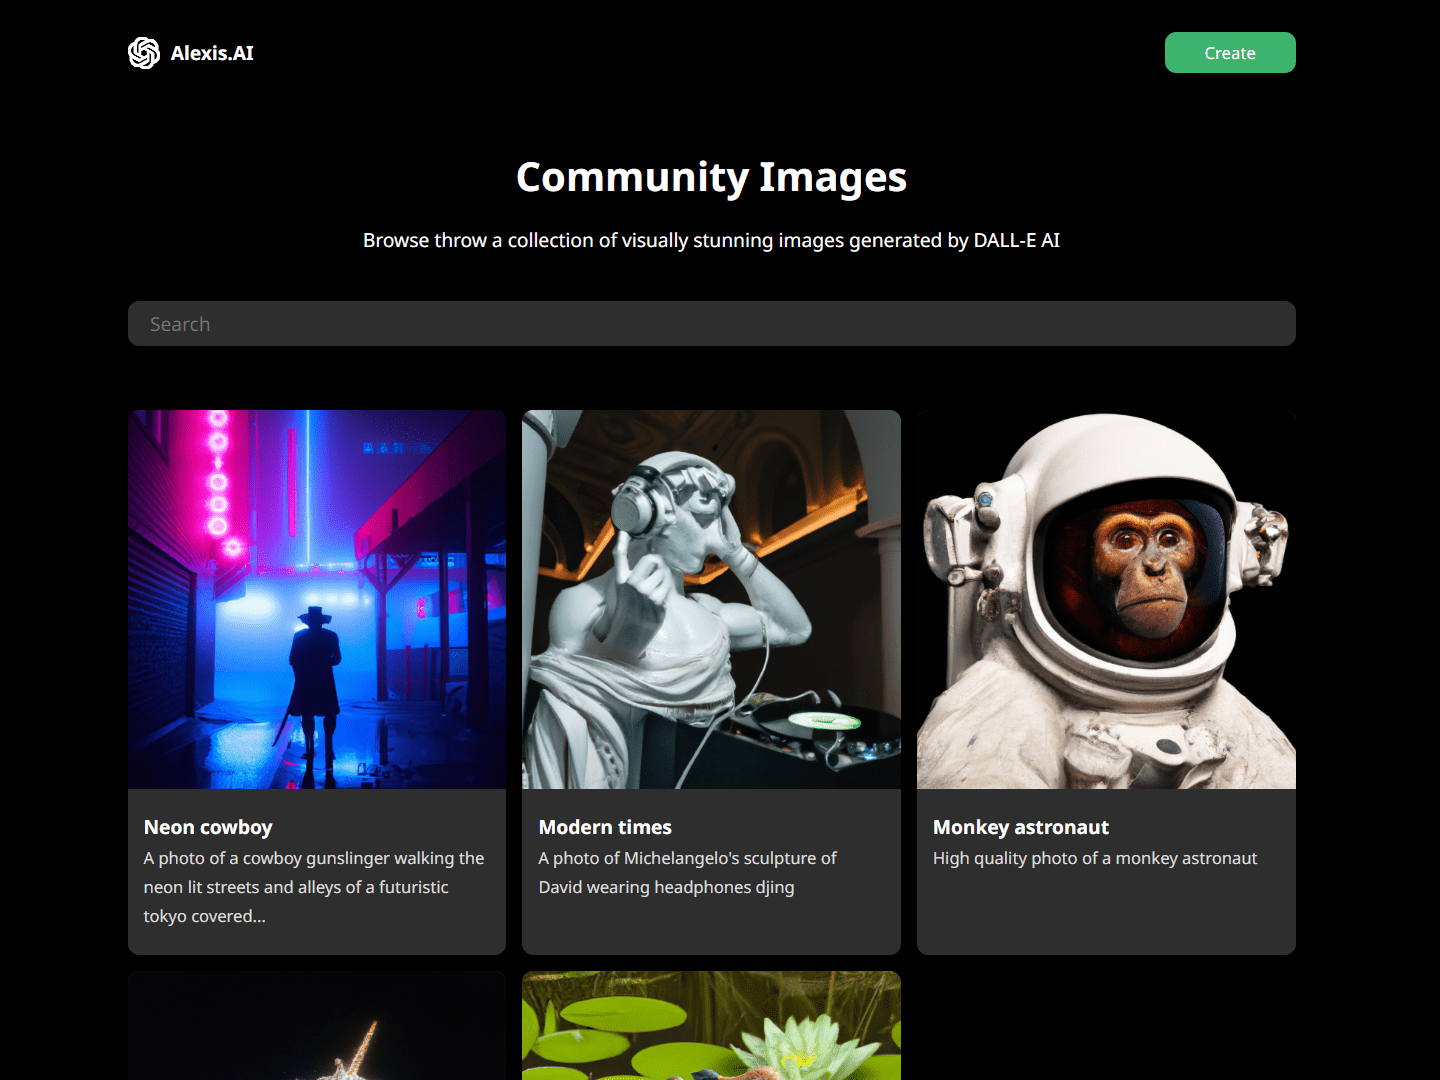 Alexis.AI
Create
Community Images
Browse throw a collection of visually stunning images generated by DALL-E AI
Search
Neon cowboy
A photo of a cowboy gunslinger walking the
neon lit streets and alleys of a futuristic
tokyo covered...
Modern times
A photo of Michelangelo's sculpture of
David wearing headphones djing
Monkey astronaut
High quality photo of a monkey astronaut